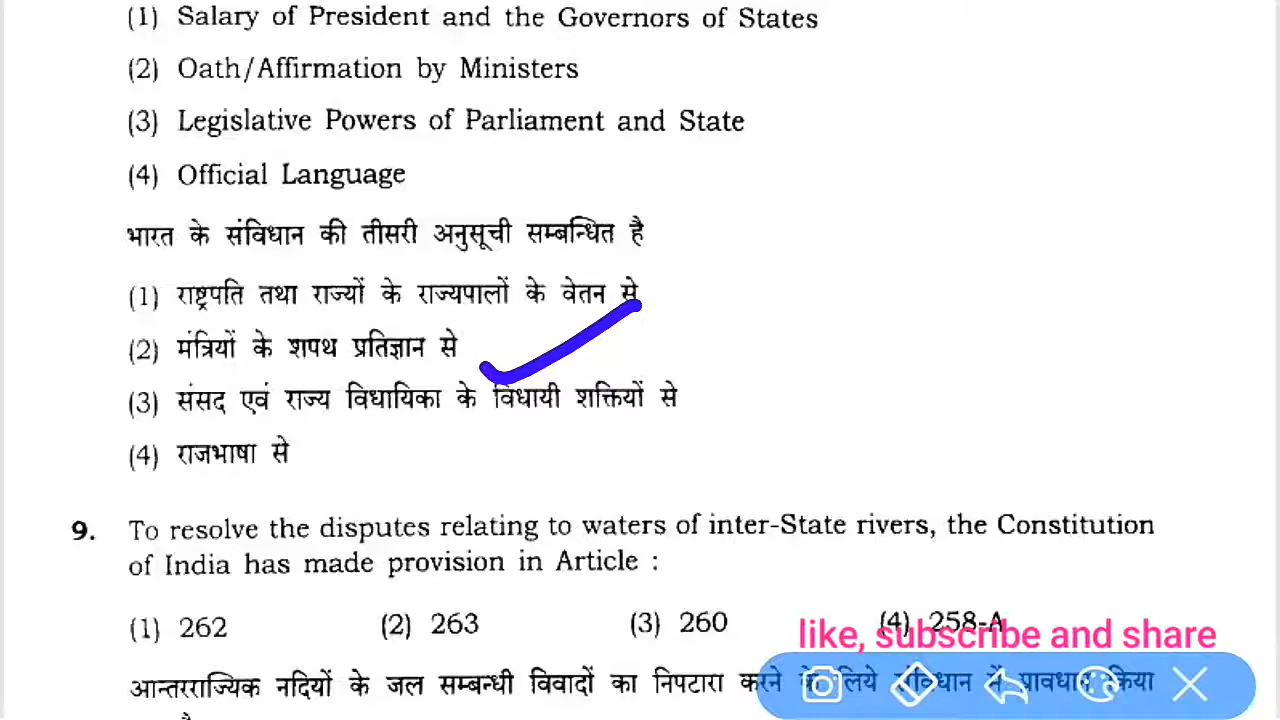 (1) Salary of President and the Governors of States
(2) Oath/Affirmation by Ministers
(3) Legislative Powers of Parliament and State
(4) Official Language
भारत के संविधान की तीसरी अनुसूची सम्बन्धित है
(1) राष्ट्रपति तथा राज्यों के राज्यपालों के वेतन से
(2) मंत्रियों के शपथ प्रतिज्ञान से
(3) संसद एवं राज्य विधायिका के विधायी शक्तियों से
(4) राजभाषा से
9. To resolve the disputes relating to waters of inter-State rivers, the Constitution
of India has made provision in Article :
(1) 262 (2) 263 (3) 260 (4) 258-A
like, subscribe and share
आन्तरराज्यिक नदियों के जल सम्बन्धी विवादों का निपटारा करने के लिये संविधान में प्रावधान किया